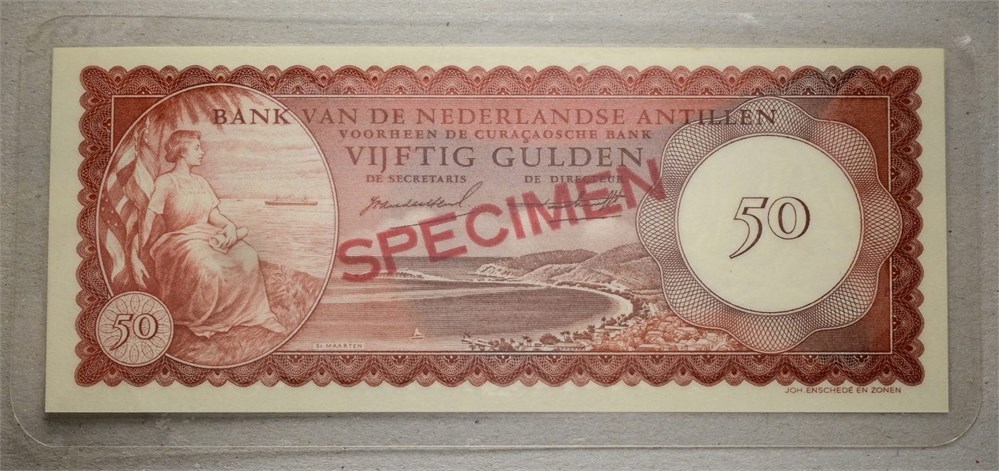 BANK VAN DE NEDERLANDSE ANTILLEN
VOORHEEN DE CURAÇAOSCHE BANK
VIJFTIG GULDEN
DE SECRETARIS DE DIRECTEUR
SPECIMEN
50
50
St. MAARTEN
JOH. ENSCHEDÉ EN ZONEN